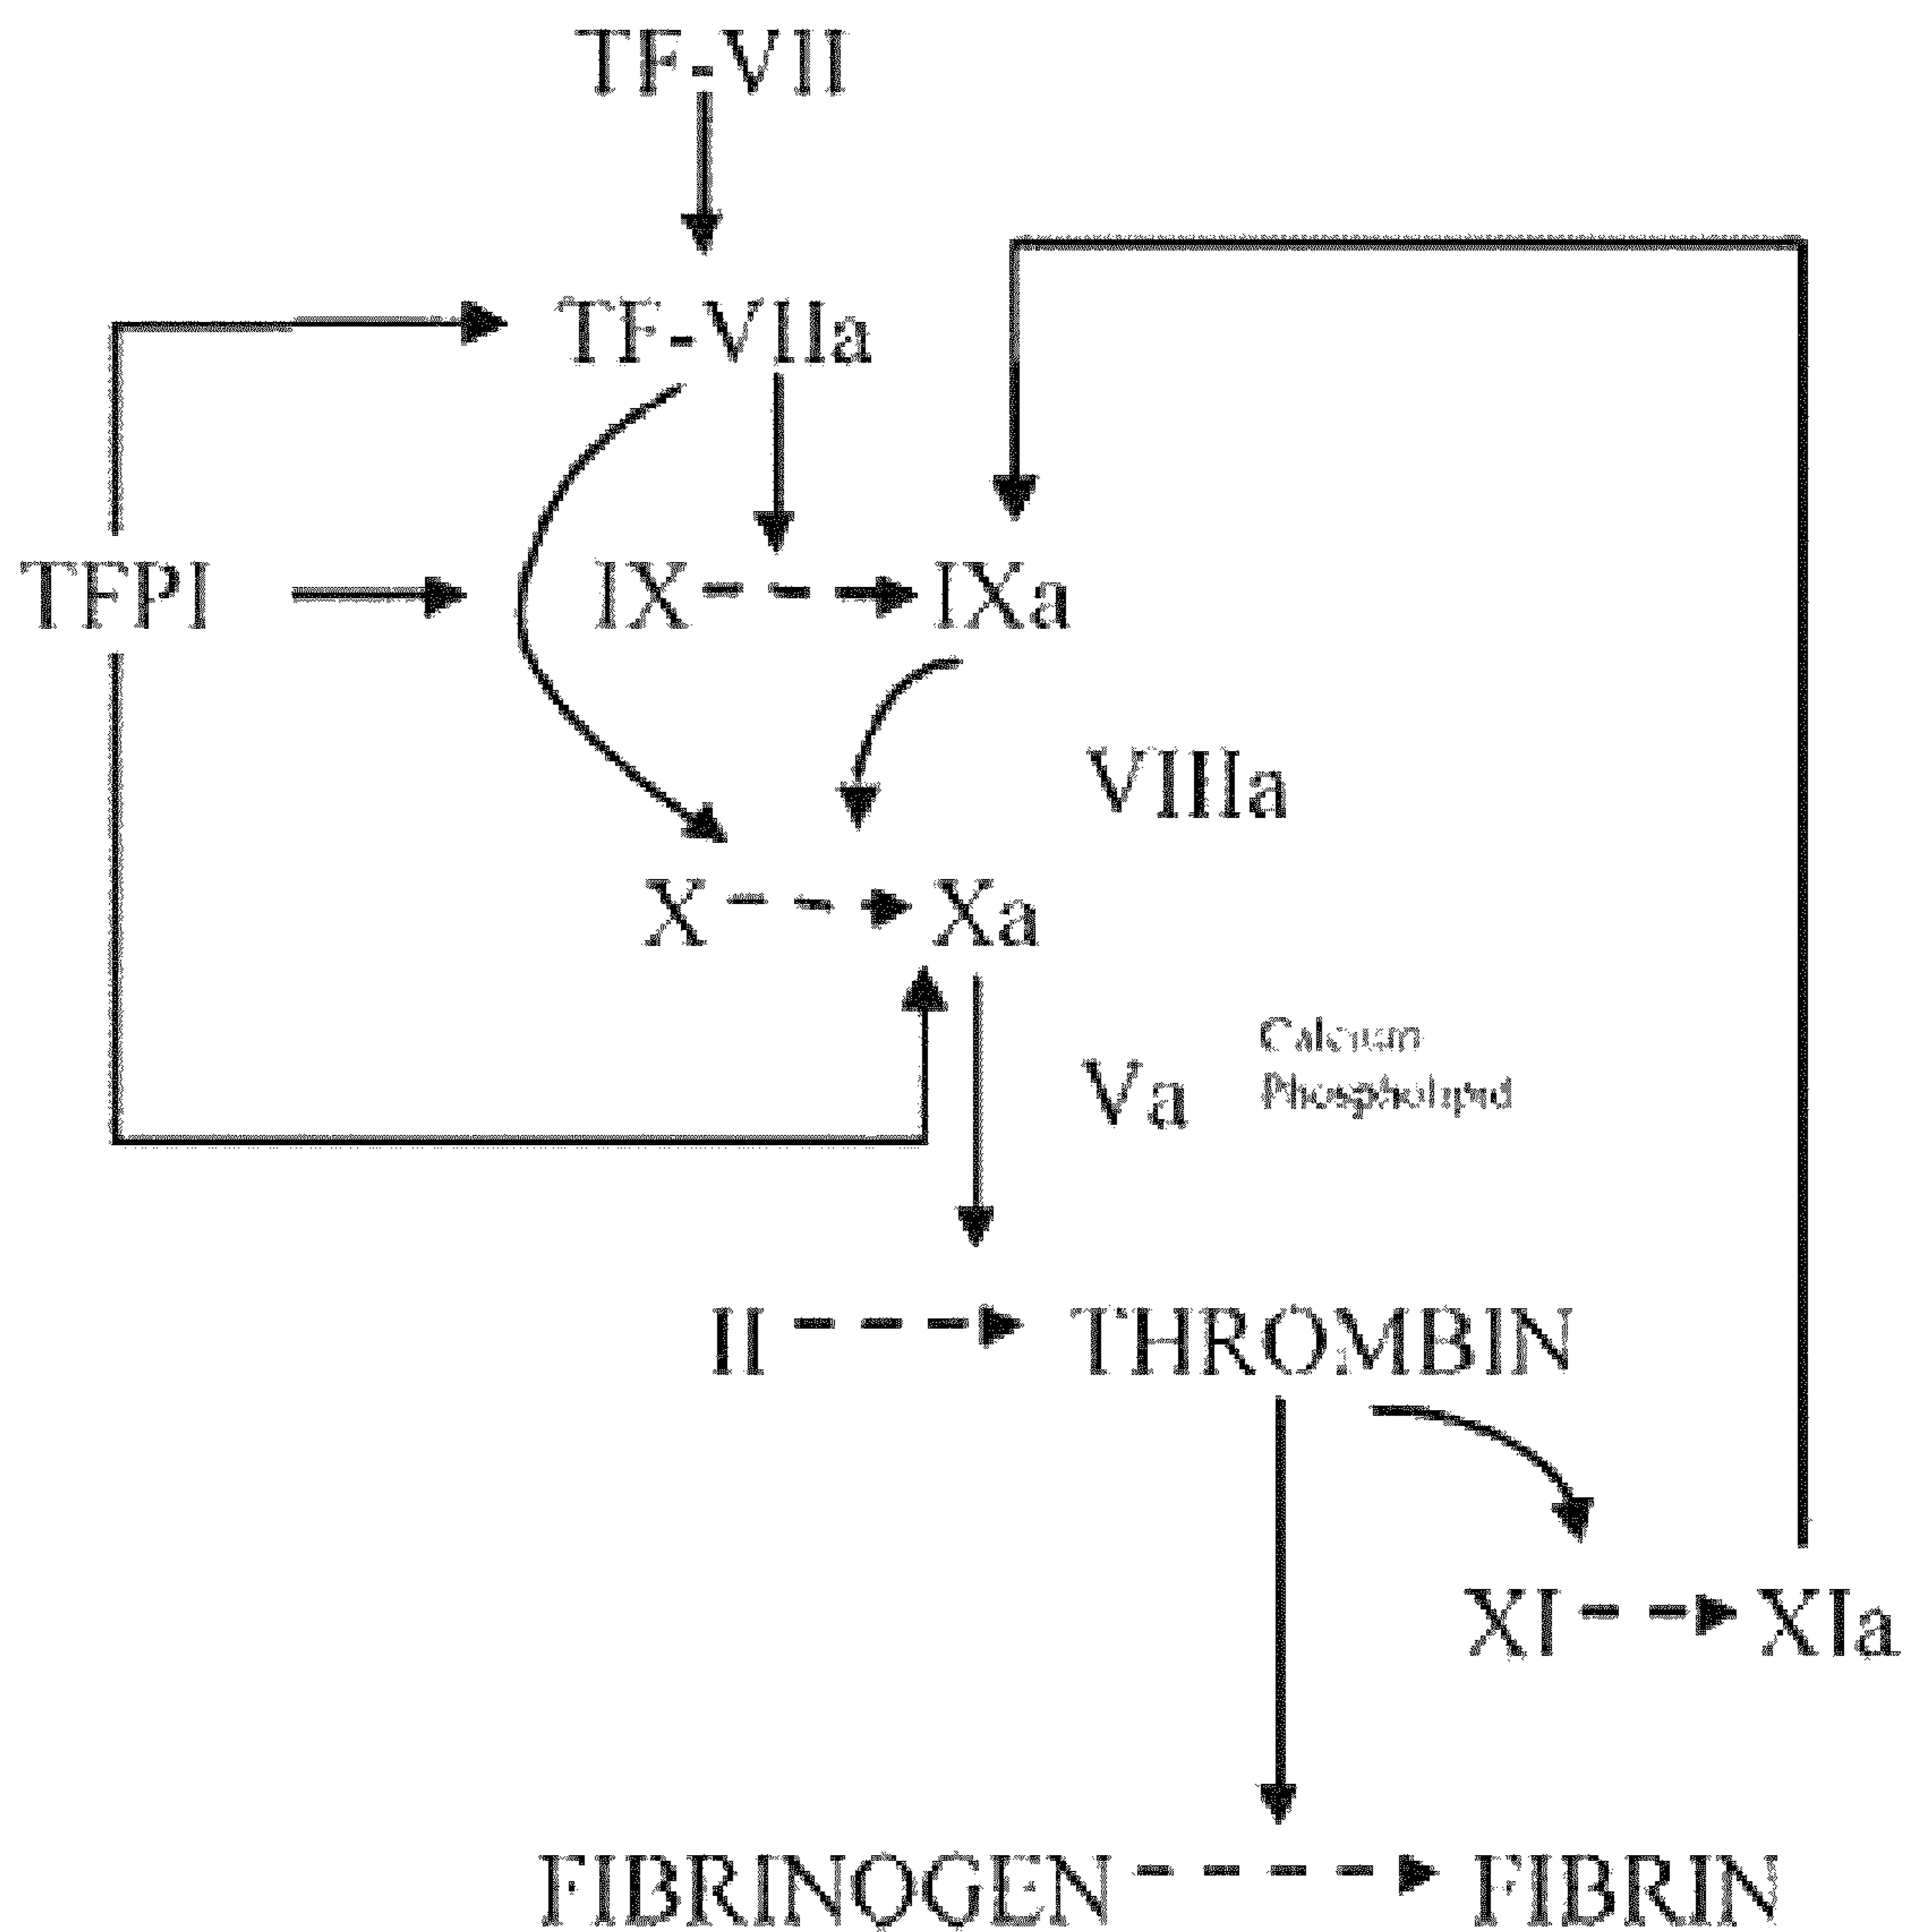 TF-VII
TF-VIIa
TFPI
IX
IXa
VIIIa
X
Xa
Calcium
Va
Phospholipid
II
THROMBIN
XI
XIa
FIBRINOGEN
FIBRIN